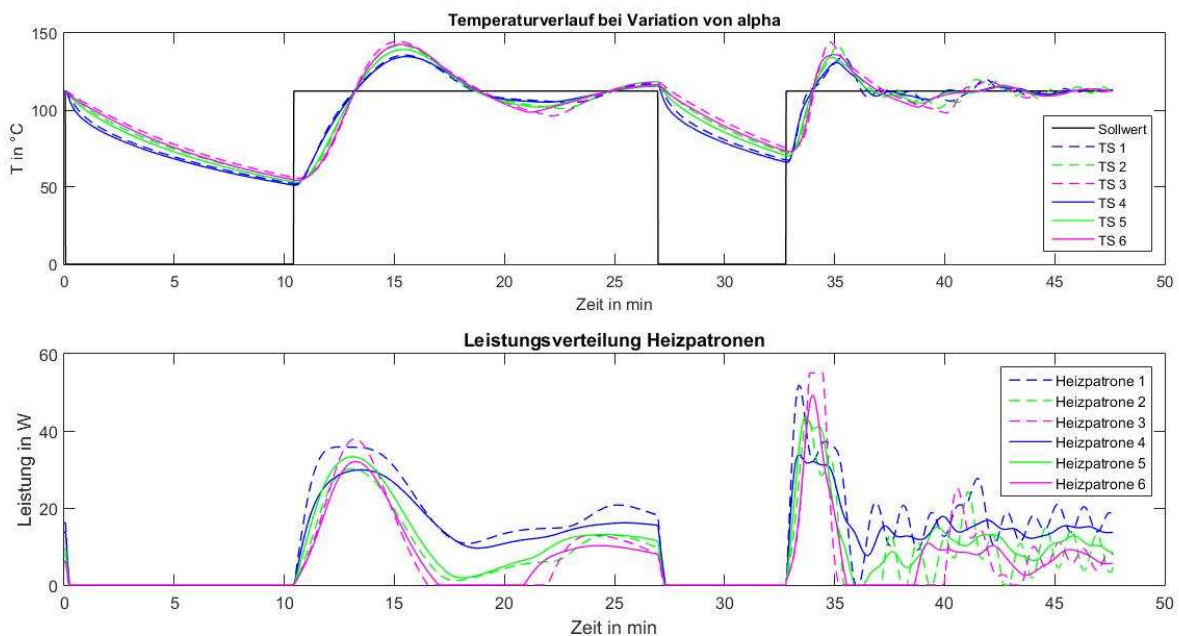 Temperaturverlauf bei Variation von alpha
150
100
50
0
T in °C
0 5 10 15 20 25 30 35 40 45 50
Zeit in min
Sollwert
TS 1
TS 2
TS 3
TS 4
TS 5
TS 6
Leistungsverteilung Heizpatronen
60
40
20
0
Leistung in W
0 5 10 15 20 25 30 35 40 45 50
Zeit in min
Heizpatrone 1
Heizpatrone 2
Heizpatrone 3
Heizpatrone 4
Heizpatrone 5
Heizpatrone 6